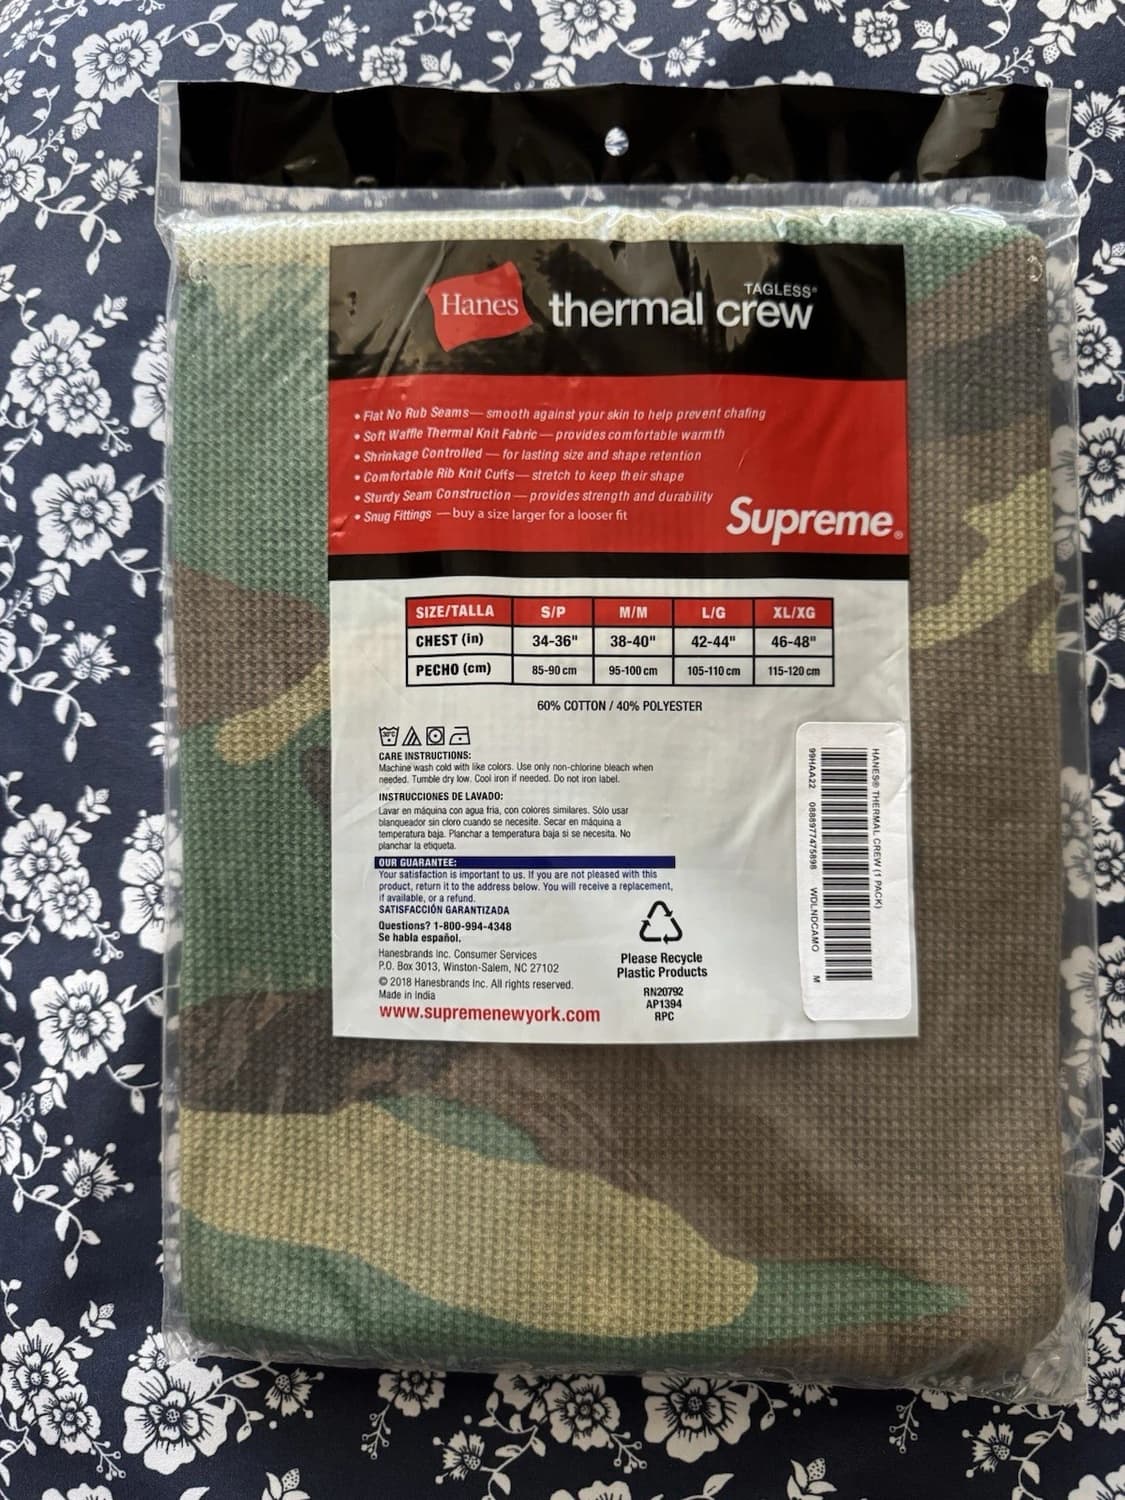 Hanes
TAGLESS®
thermal crew
• Flat No Rub Seams— smooth against your skin to help prevent chafing
• Soft Waffle Thermal Knit Fabric — provides comfortable warmth
• Shrinkage Controlled — for lasting size and shape retention
• Comfortable Rib Knit Cuffs— stretch to keep their shape
• Sturdy Seam Construction — provides strength and durability
• Snug Fittings — buy a size larger for a looser fit
Supreme®
SIZE/TALLA S/P M/M L/G XL/XG
CHEST (in) 34-36" 38-40" 42-44" 46-48"
PECHO (cm) 85-90 cm 95-100 cm 105-110 cm 115-120 cm
60% COTTON / 40% POLYESTER
30°C
CARE INSTRUCTIONS:
Machine wash cold with like colors. Use only non-chlorine bleach when
needed. Tumble dry low. Cool iron if needed. Do not iron label.
INSTRUCCIONES DE LAVADO:
Lavar en máquina con agua fria, con colores similares. Sólo usar
blanqueador sin cloro cuando se necesite. Secar en máquina a
temperatura baja. Planchar a temperatura baja si se necesita. No
planchar la etiqueta.
OUR GUARANTEE:
Your satisfaction is important to us. If you are not pleased with this
product, return it to the address below. You will receive a replacement,
if available, or a refund.
SATISFACCIÓN GARANTIZADA
Questions? 1-800-994-4348
Se habla español.
Hanesbrands Inc. Consumer Services
P.O. Box 3013, Winston-Salem, NC 27102
© 2018 Hanesbrands Inc. All rights reserved.
Made in India
www.supremenewyork.com
Please Recycle
Plastic Products
RN20792
AP1394
RPC
HANES® THERMAL CREW (1 PACK)
99HAA22 0888977475898 WDLNDCAMO M